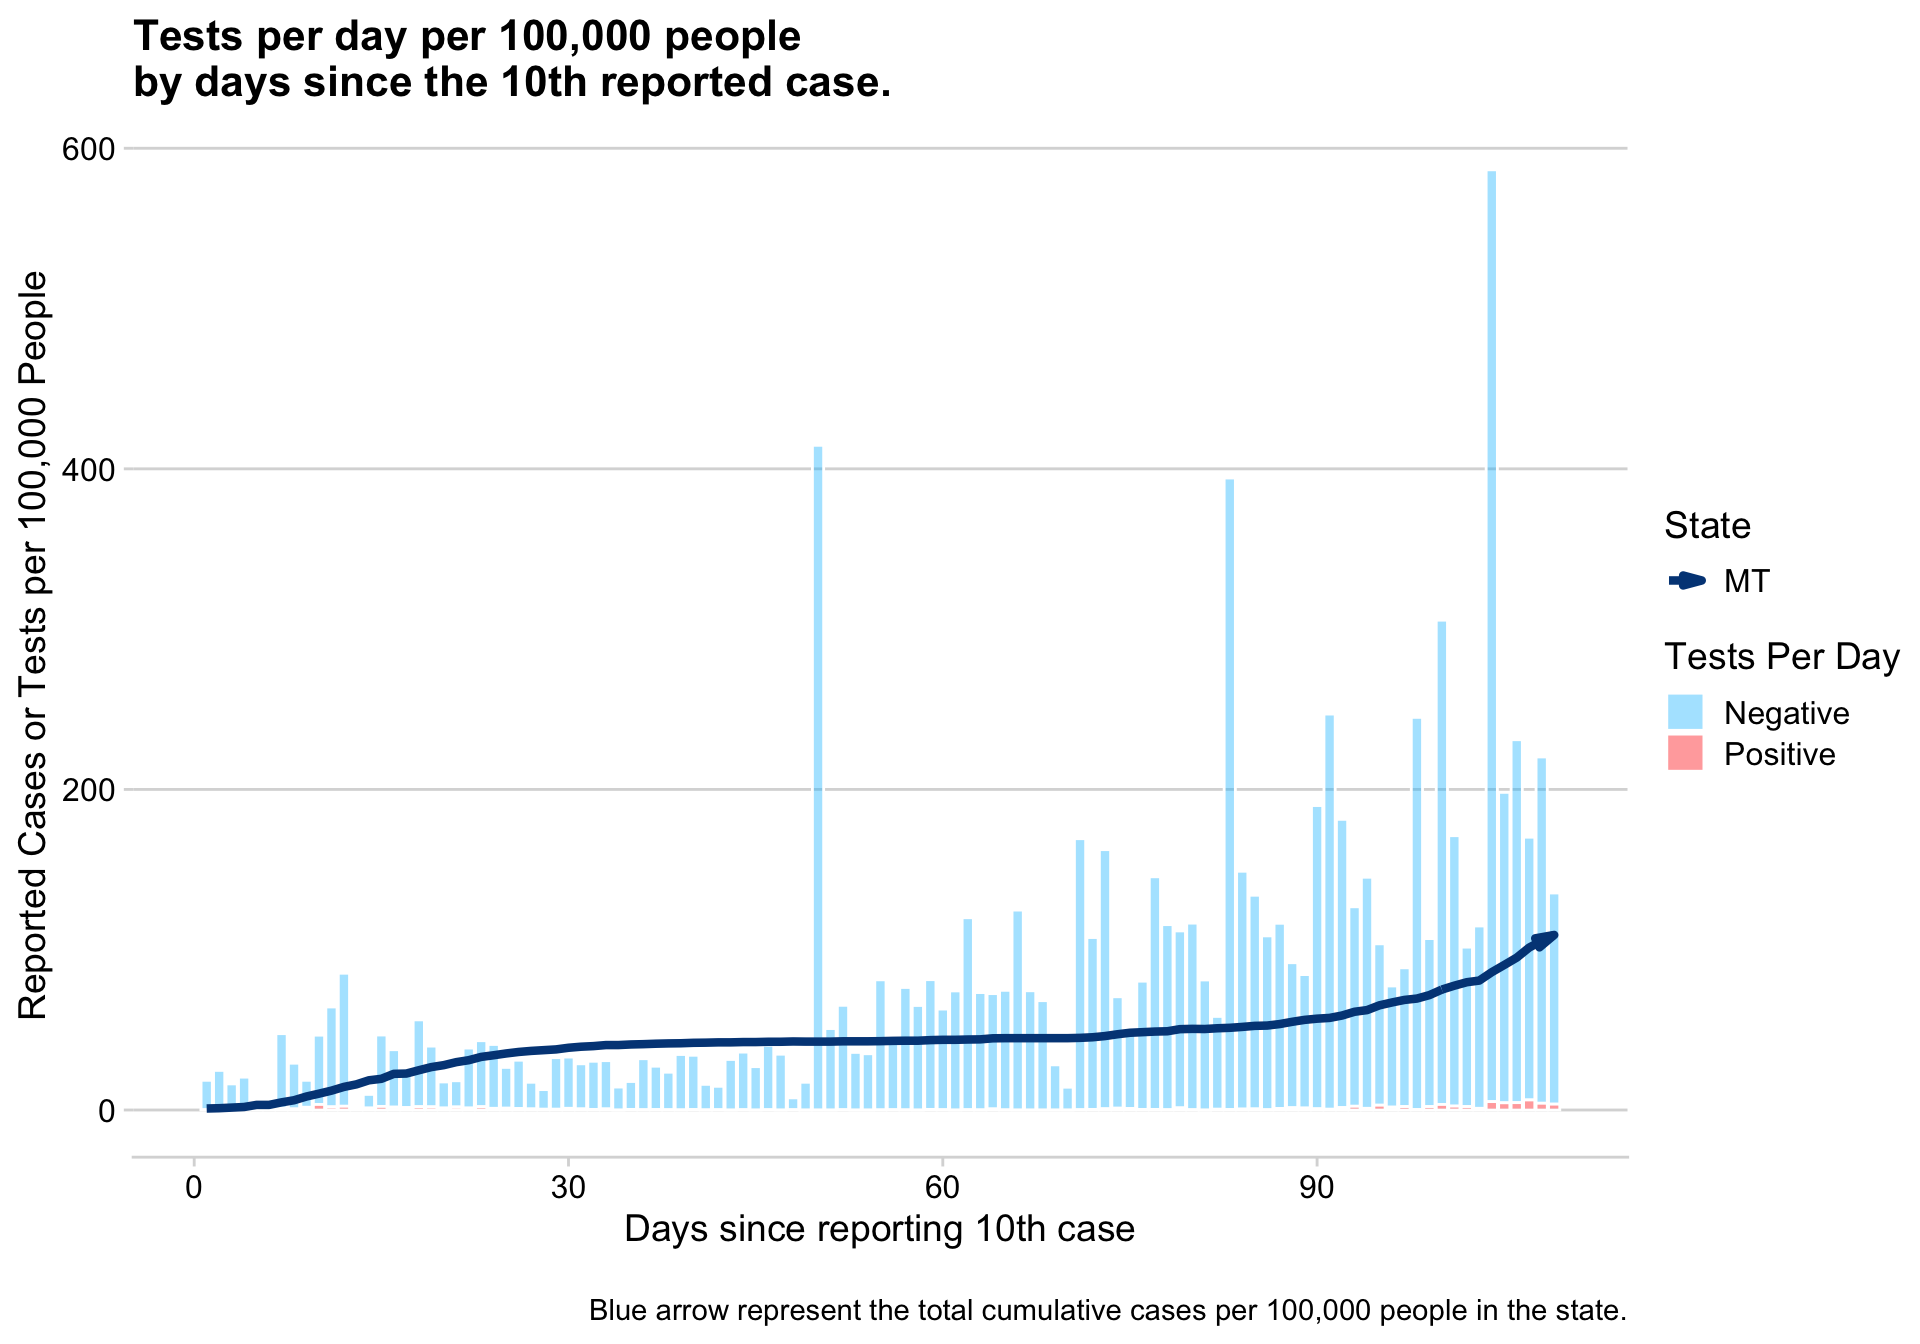 Tests per day per 100,000 people
by days since the 10th reported case.
Reported Cases or Tests per 100,000 People
600
400
200
0
0
30
60
90
Days since reporting 10th case
State
MT
Tests Per Day
Negative
Positive
Blue arrow represent the total cumulative cases per 100,000 people in the state.